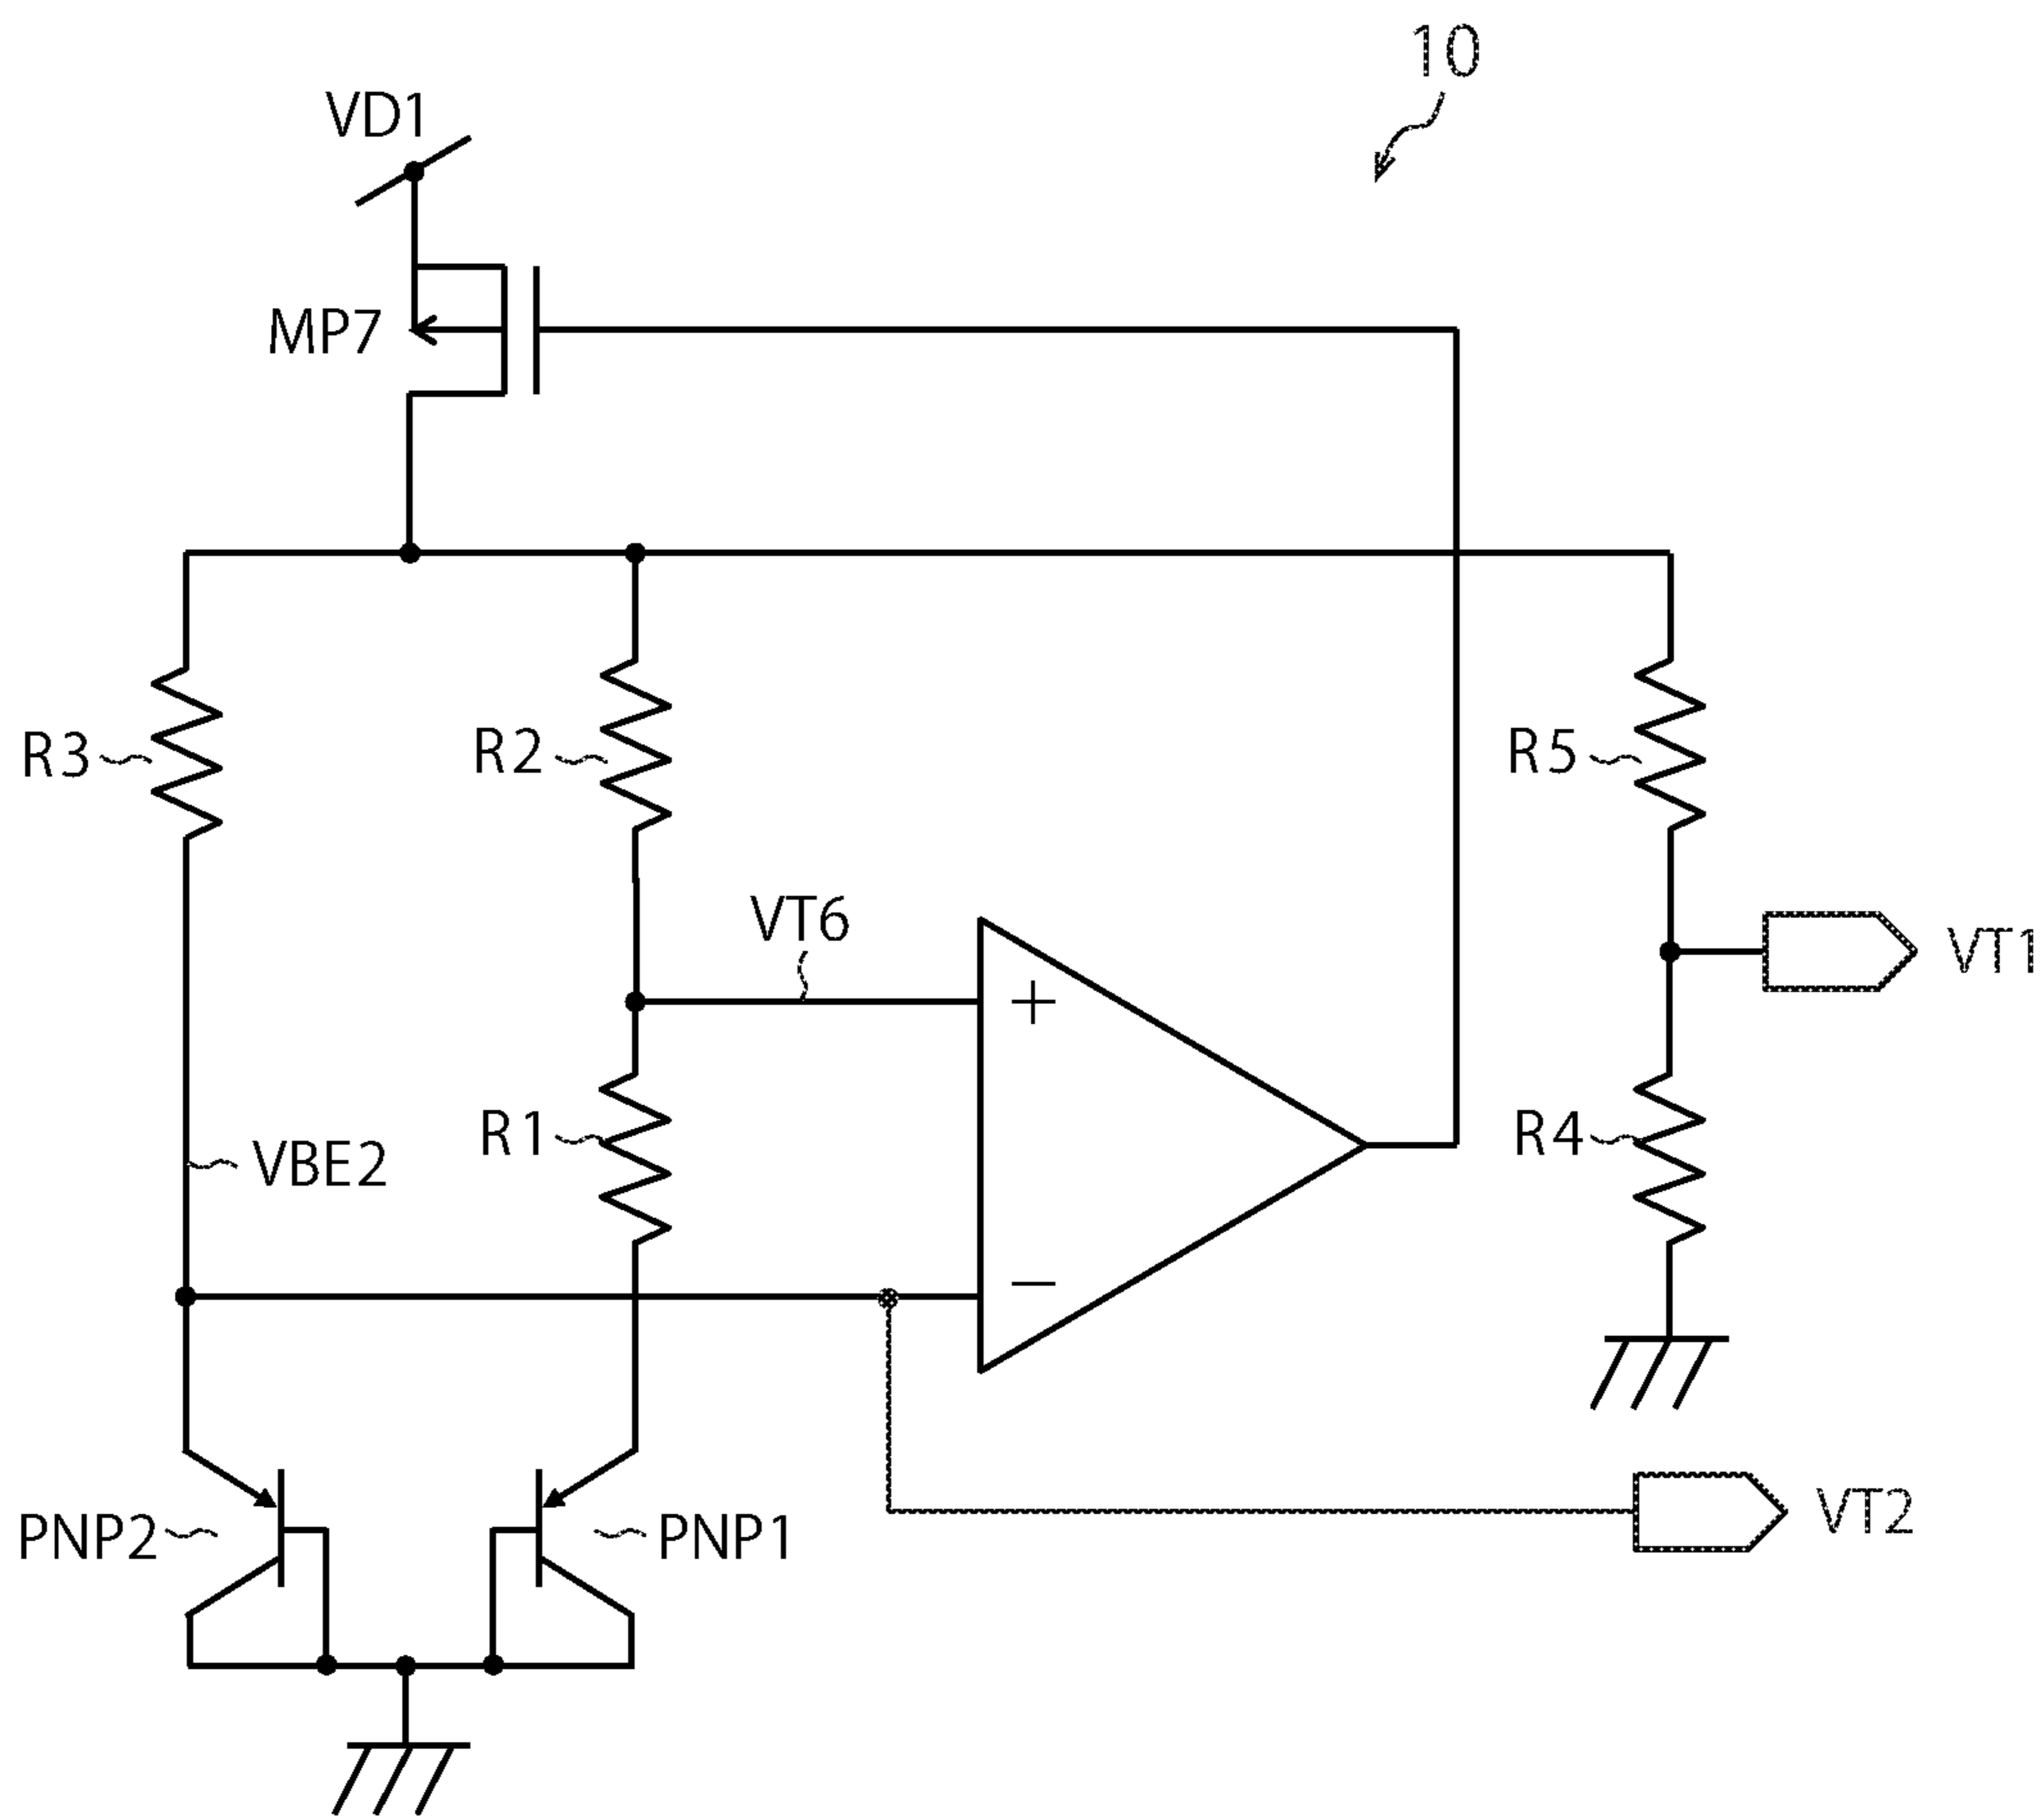 10
VD1
MP7
R3
R2
R5
VT6
VT1
+
R1
R4
VBE2
−
PNP2
PNP1
VT2